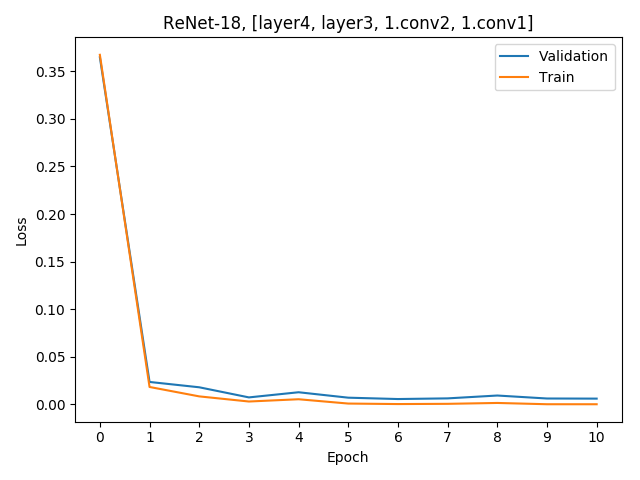 ReNet-18, [layer4, layer3, 1.conv2, 1.conv1]
Validation
Train
Loss
0.35
0.30
0.25
0.20
0.15
0.10
0.05
0.00
0 1 2 3 4 5 6 7 8 9 10
Epoch